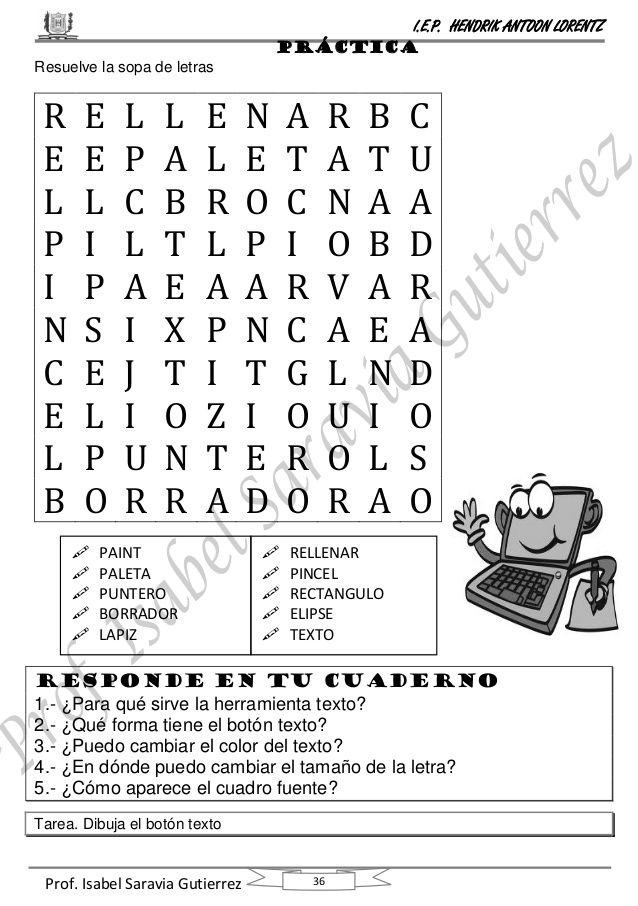 I.E.P. HENDRIK ANTOON LORENTZ
PRÁCTICA
Resuelve la sopa de letras
R E L L E N A R B C
E E P A L E T A T U
L L C B R O C N A A
P I L T L P I O B D
I P A E A A R V A R
N S I X P N C A E A
C E J T I T G L N D
E L I O Z I O U I O
L P U N T E R O L S
B O R R A D O R A O
PAINT
PALETA
PUNTERO
BORRADOR
LAPIZ
RELLENAR
PINCEL
RECTANGULO
ELIPSE
TEXTO
RESPONDE EN TU CUADERNO
1.- ¿Para qué sirve la herramienta texto?
2.- ¿Qué forma tiene el botón texto?
3.- ¿Puedo cambiar el color del texto?
4.- ¿En dónde puedo cambiar el tamaño de la letra?
5.- ¿Cómo aparece el cuadro fuente?
Tarea. Dibuja el botón texto
Prof. Isabel Saravia Gutierrez
36
Prof. Isabel Saravia Gutierrez